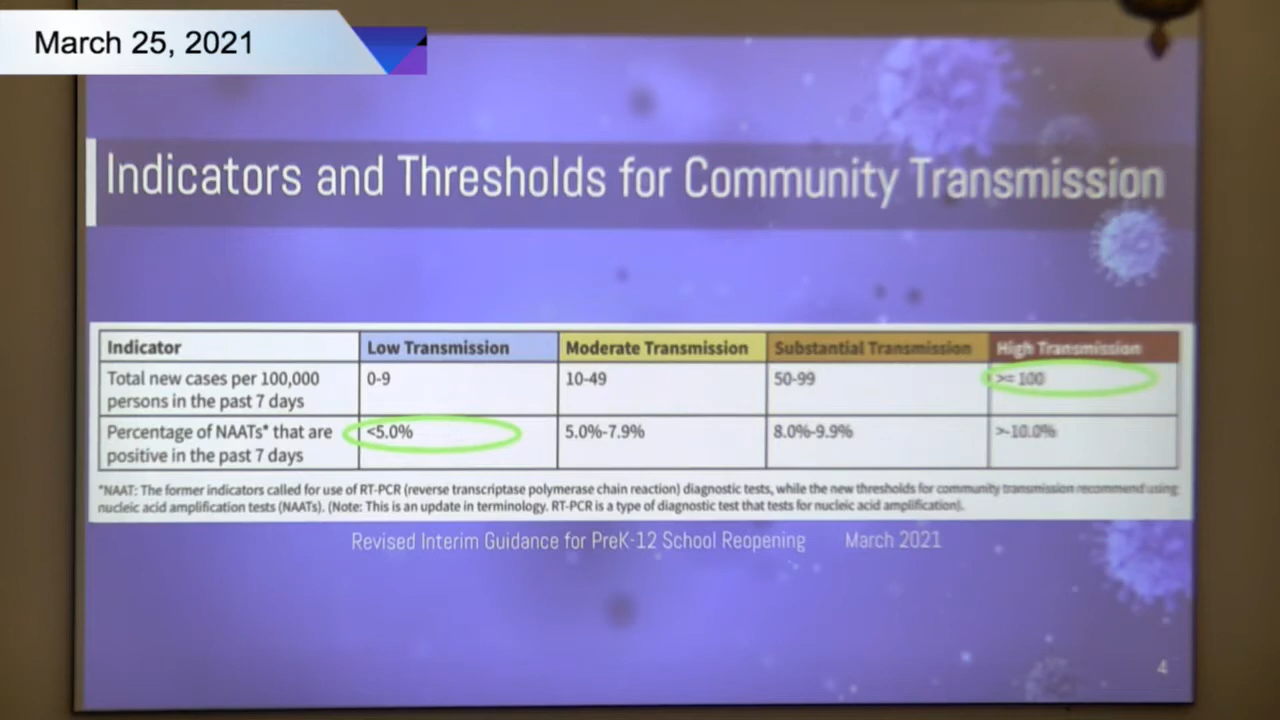 March 25, 2021
Indicators and Thresholds for Community Transmission
Indicator Low Transmission Moderate Transmission Substantial Transmission High Transmission
Total new cases per 100,000 0-9 10-49 50-99 >= 100
persons in the past 7 days
Percentage of NAATs* that are <5.0% 5.0%-7.9% 8.0%-9.9% >-10.0%
positive in the past 7 days
*NAAT: The former indicators called for use of RT-PCR (reverse transcriptase polymerase chain reaction) diagnostic tests, while the new thresholds for community transmission recommend using
nucleic acid amplification tests (NAATs). (Note: This is an update in terminology. RT-PCR is a type of diagnostic test that tests for nucleic acid amplification).
Revised Interim Guidance for PreK-12 School Reopening March 2021
4